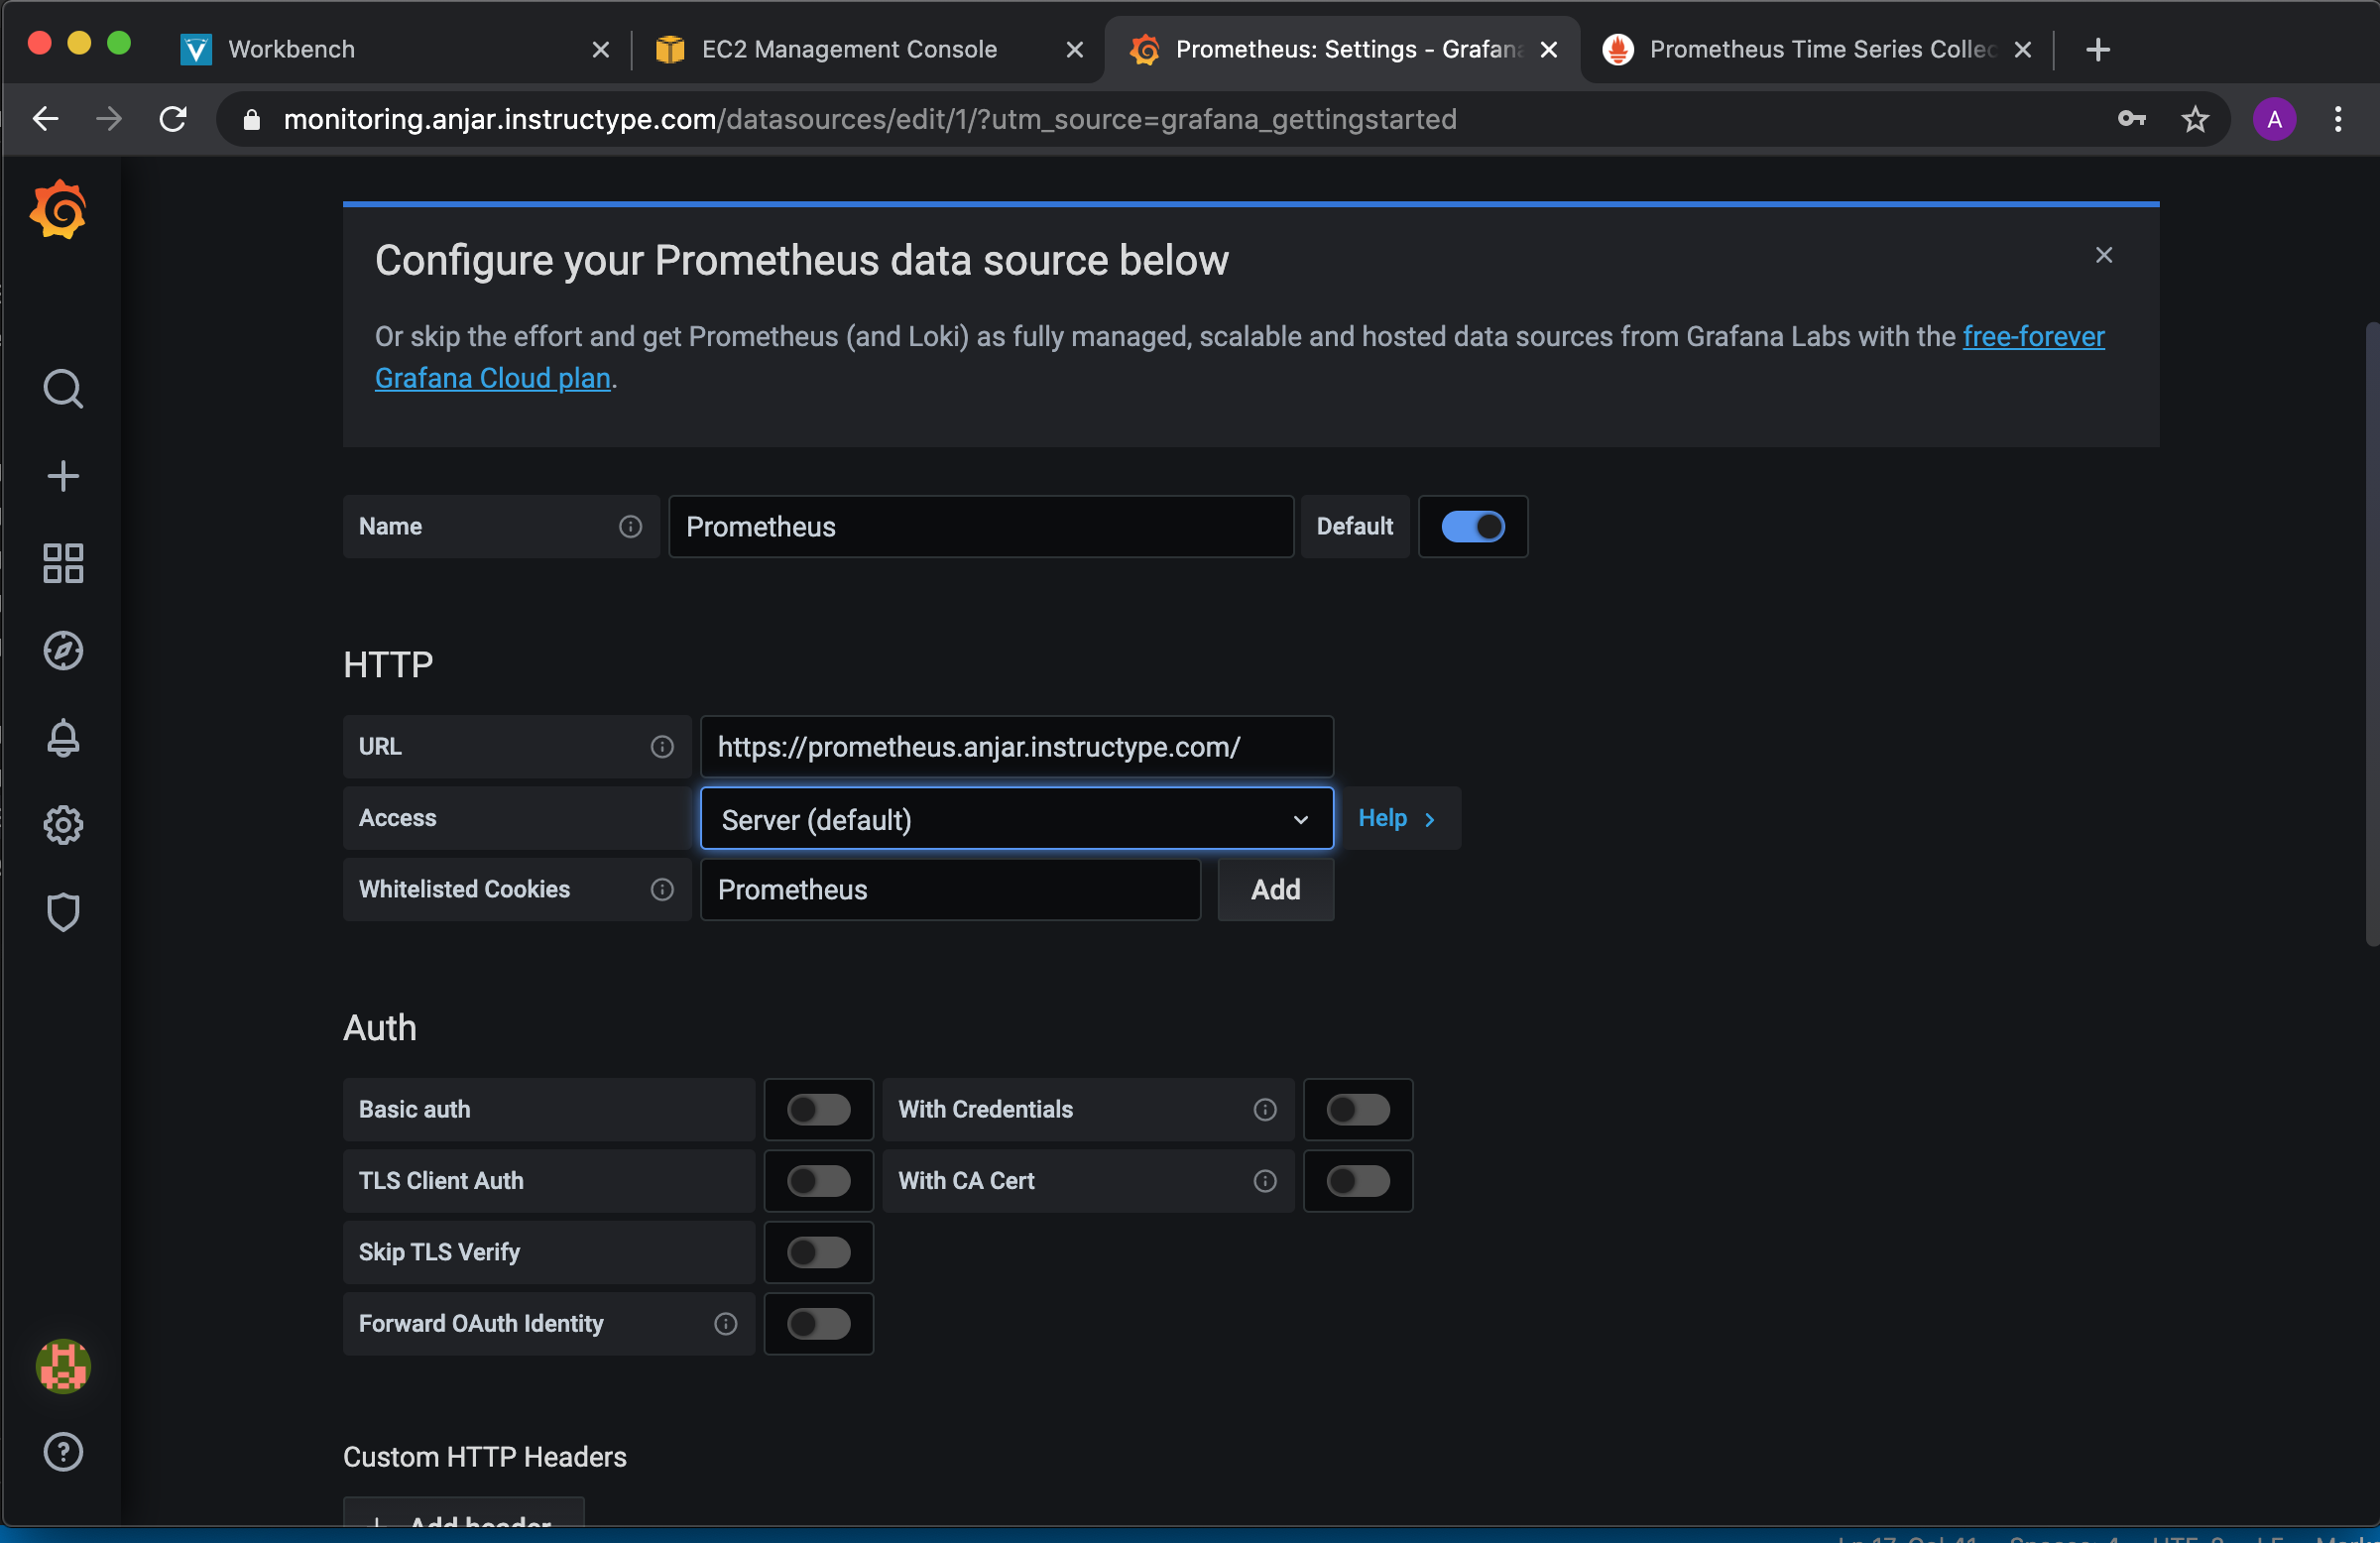 Workbench
EC2 Management Console
Prometheus: Settings - Grafana
Prometheus Time Series Collec
monitoring.anjar.instructype.com/datasources/edit/1/?utm_source=grafana_gettingstarted
A
Configure your Prometheus data source below
Or skip the effort and get Prometheus (and Loki) as fully managed, scalable and hosted data sources from Grafana Labs with the free-forever
Grafana Cloud plan.
Name Prometheus Default
HTTP
URL https://prometheus.anjar.instructype.com/
Access Server (default) Help >
Whitelisted Cookies Prometheus Add
Auth
Basic auth With Credentials
TLS Client Auth With CA Cert
Skip TLS Verify
Forward OAuth Identity
Custom HTTP Headers
+ Add header